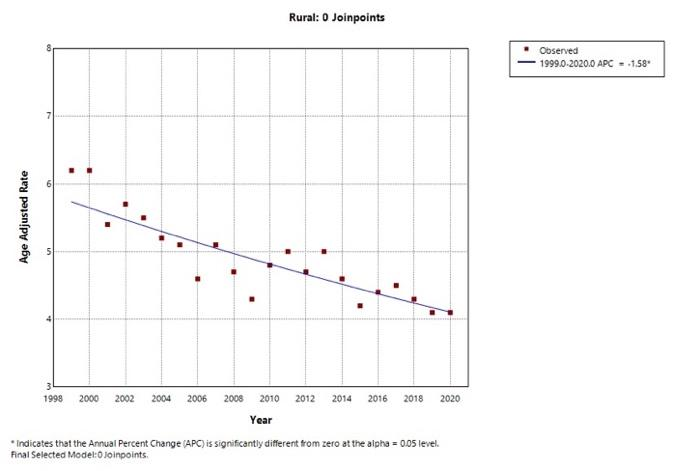 Rural: 0 Joinpoints
Observed
1999.0-2020.0 APC = -1.58*
Age Adjusted Rate
8
7
6
5
4
3
1998 2000 2002 2004 2006 2008 2010 2012 2014 2016 2018 2020
Year
* Indicates that the Annual Percent Change (APC) is significantly different from zero at the alpha = 0.05 level.
Final Selected Model: 0 Joinpoints.